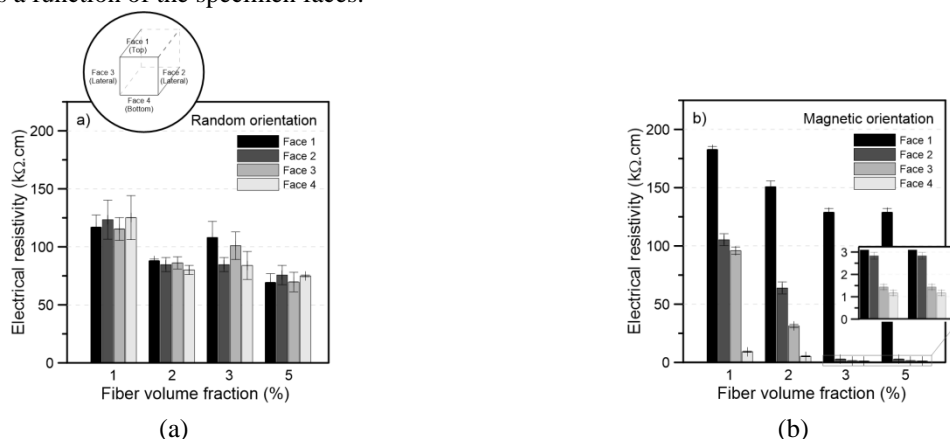 s a function of the specimen faces.
Face 1
(Top)
Face 3
(Lateral)
Face 2
(Lateral)
Face 4
(Bottom)
a)
Random orientation
Face 1
Face 2
Face 3
Face 4
200
150
100
50
0
Electrical resistivity (kΩ.cm)
1 2 3 5
Fiber volume fraction (%)
(a)
b)
Magnetic orientation
Face 1
Face 2
Face 3
Face 4
200
150
100
50
0
Electrical resistivity (kΩ.cm)
3
2
1
0
1 2 3 5
Fiber volume fraction (%)
(b)